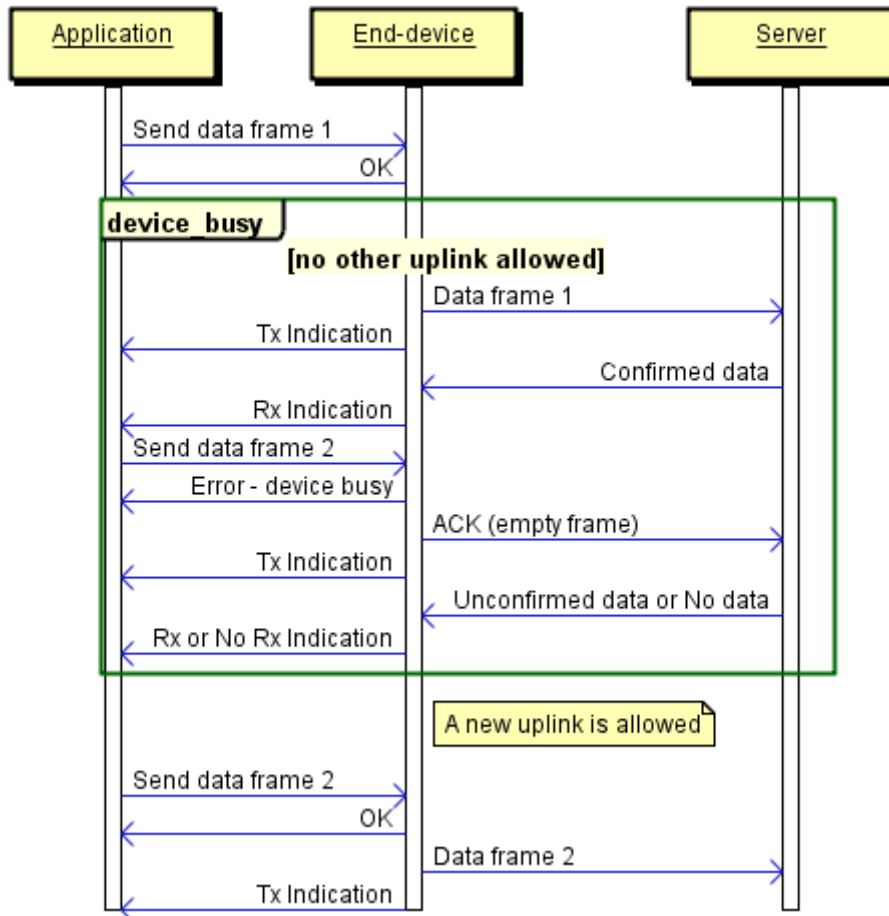 Application
End-device
Server
Send data frame 1
OK
device_busy
[no other uplink allowed]
Data frame 1
Tx Indication
Confirmed data
Rx Indication
Send data frame 2
Error - device busy
ACK (empty frame)
Tx Indication
Unconfirmed data or No data
Rx or No Rx Indication
A new uplink is allowed
Send data frame 2
OK
Data frame 2
Tx Indication